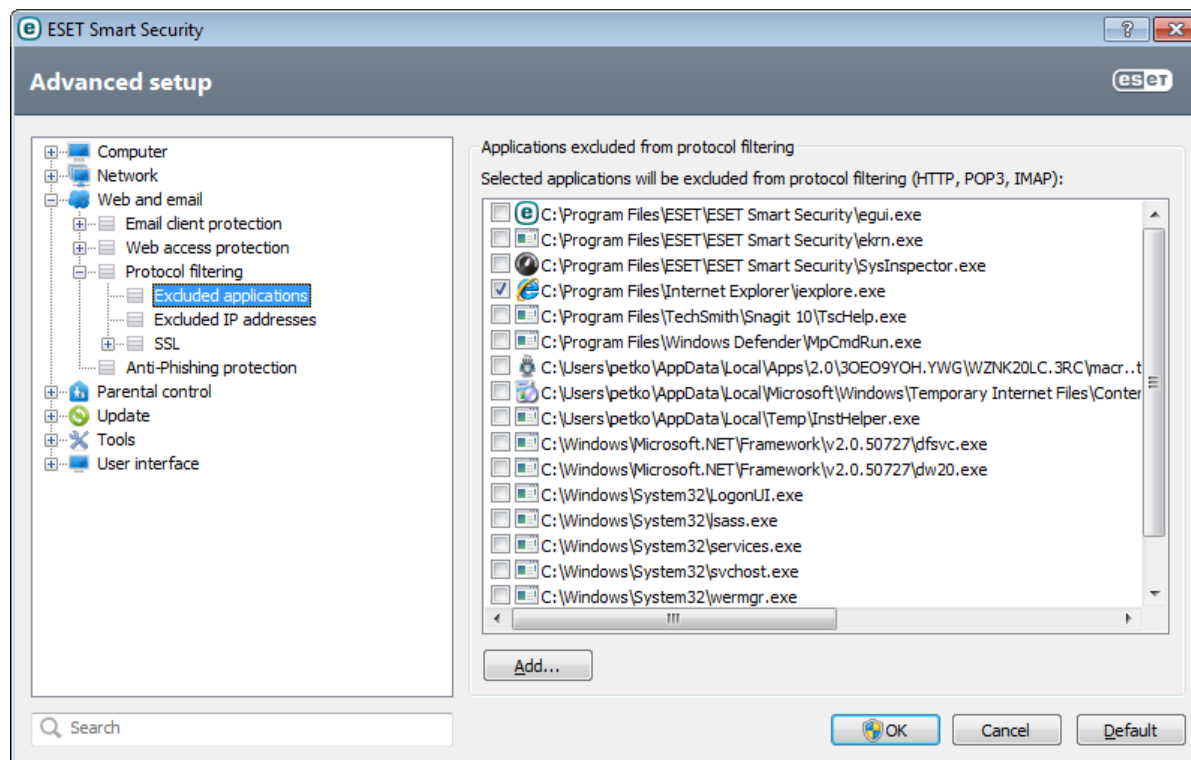 ESET Smart Security
Advanced setup
eset
Computer
Network
Web and email
Email client protection
Web access protection
Protocol filtering
Excluded applications
Excluded IP addresses
SSL
Anti-Phishing protection
Parental control
Update
Tools
User interface
Search
Applications excluded from protocol filtering
Selected applications will be excluded from protocol filtering (HTTP, POP3, IMAP):
C:\Program Files\ESET\ESET Smart Security\egui.exe
C:\Program Files\ESET\ESET Smart Security\ekrn.exe
C:\Program Files\ESET\ESET Smart Security\SysInspector.exe
C:\Program Files\Internet Explorer\iexplore.exe
C:\Program Files\TechSmith\Snagit 10\TscHelp.exe
C:\Program Files\Windows Defender\MpCmdRun.exe
C:\Users\petko\AppData\Local\Apps\2.0\3OEO9YOH.YWG\WZNK20LC.3RC\macr..t
C:\Users\petko\AppData\Local\Microsoft\Windows\Temporary Internet Files\Conter
C:\Users\petko\AppData\Local\Temp\InstHelper.exe
C:\Windows\Microsoft.NET\Framework\v2.0.50727\dfsvc.exe
C:\Windows\Microsoft.NET\Framework\v2.0.50727\dw20.exe
C:\Windows\System32\LogonUI.exe
C:\Windows\System32\lsass.exe
C:\Windows\System32\services.exe
C:\Windows\System32\svchost.exe
C:\Windows\System32\wermgr.exe
Add...
OK
Cancel
Default